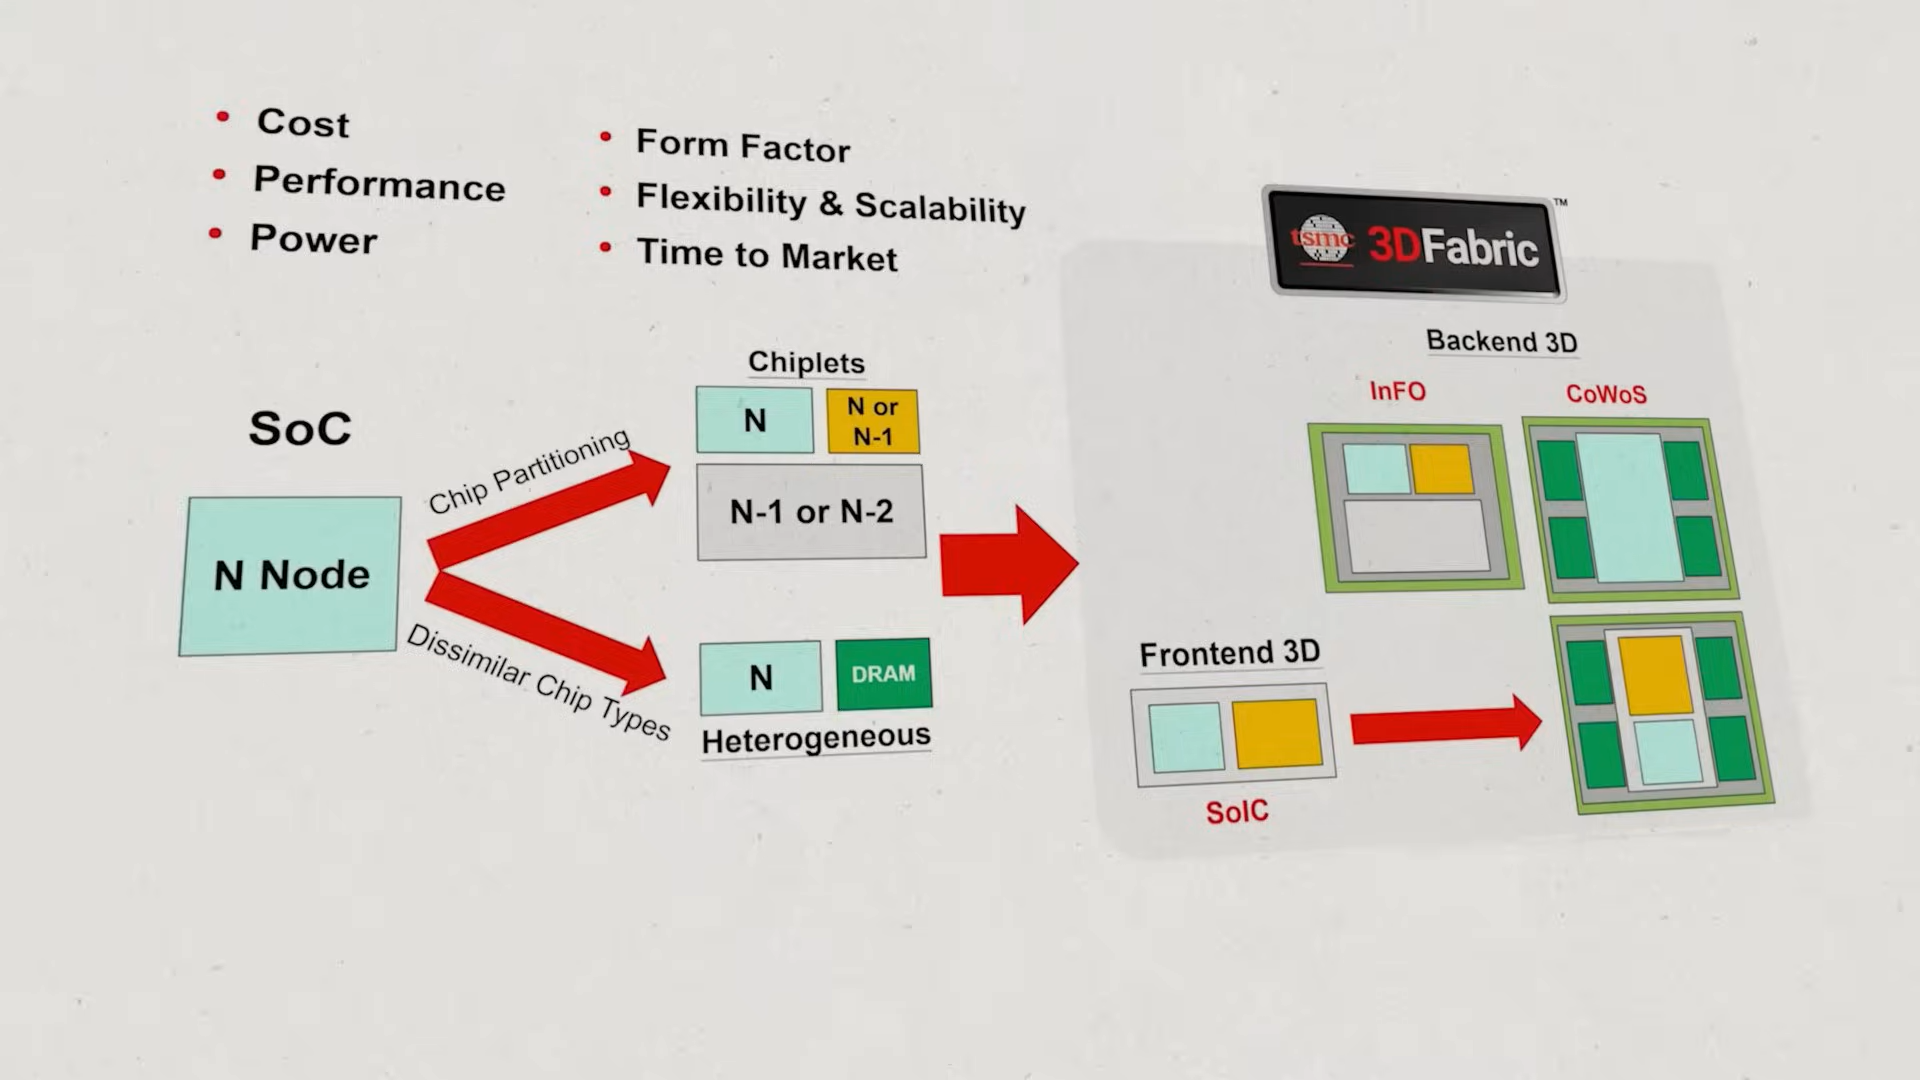 Cost
Performance
Power
Form Factor
Flexibility & Scalability
Time to Market
tsmc 3DFabric ™
Backend 3D
InFO
CoWoS
Chiplets
N
N or
N-1
N-1 or N-2
SoC
N Node
Chip Partitioning
Dissimilar Chip Types
N
DRAM
Heterogeneous
Frontend 3D
SoIC